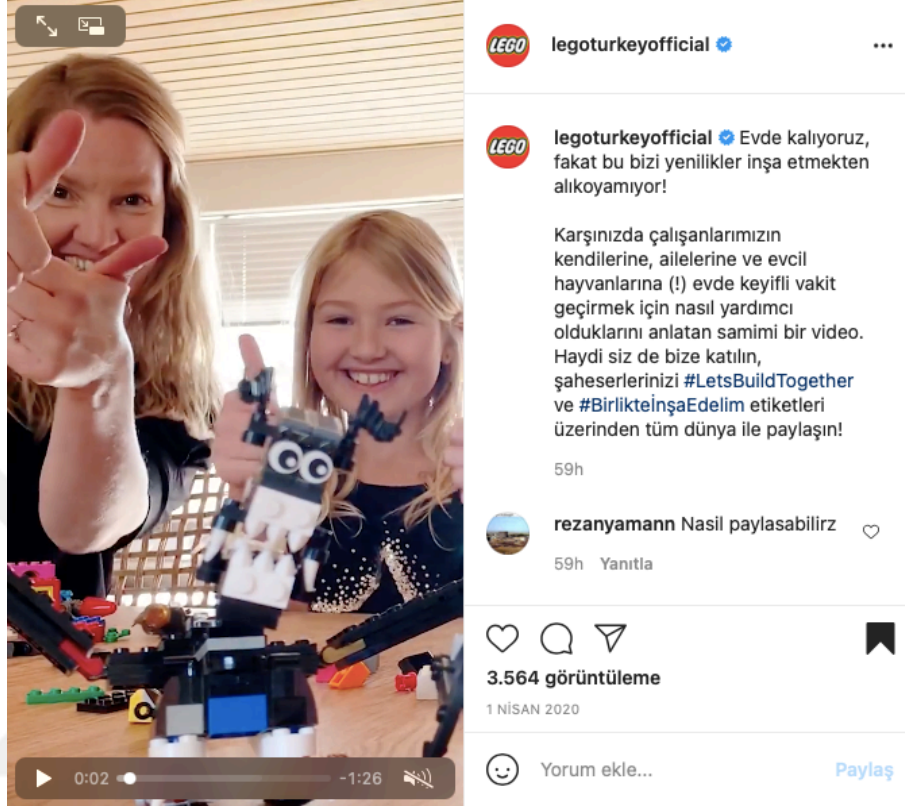 LEGO
legoturkeyofficial
LEGO
legoturkeyofficial Evde kalıyoruz,
fakat bu bizi yenilikler inşa etmekten
alıkoyamıyor!
Karşınızda çalışanlarımızın
kendilerine, ailelerine ve evcil
hayvanlarına (!) evde keyifli vakit
geçirmek için nasıl yardımcı
olduklarını anlatan samimi bir video.
Haydi siz de bize katılın,
şaheserlerinizi #LetsBuildTogether
ve #BirlikteİnşaEdelim etiketleri
üzerinden tüm dünya ile paylaşın!
59h
rezanyamann Nasil paylasabilirz
59h Yanıtla
3.564 görüntüleme
1 NİSAN 2020
Yorum ekle... Paylaş
0:02 -1:26